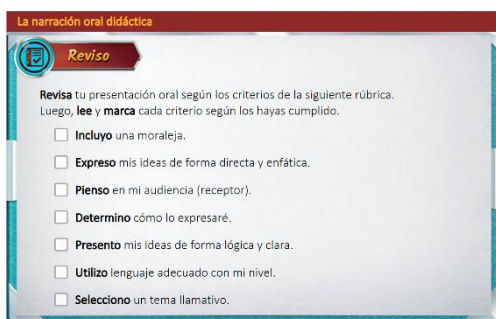 La narración oral didáctica
Reviso
Revisa tu presentación oral según los criterios de la siguiente rúbrica.
Luego, lee y marca cada criterio según los hayas cumplido.
Incluyo una moraleja.
Expreso mis ideas de forma directa y enfática.
Pienso en mi audiencia (receptor).
Determino cómo lo expresaré.
Presento mis ideas de forma lógica y clara.
Utilizo lenguaje adecuado con mi nivel.
Selecciono un tema llamativo.